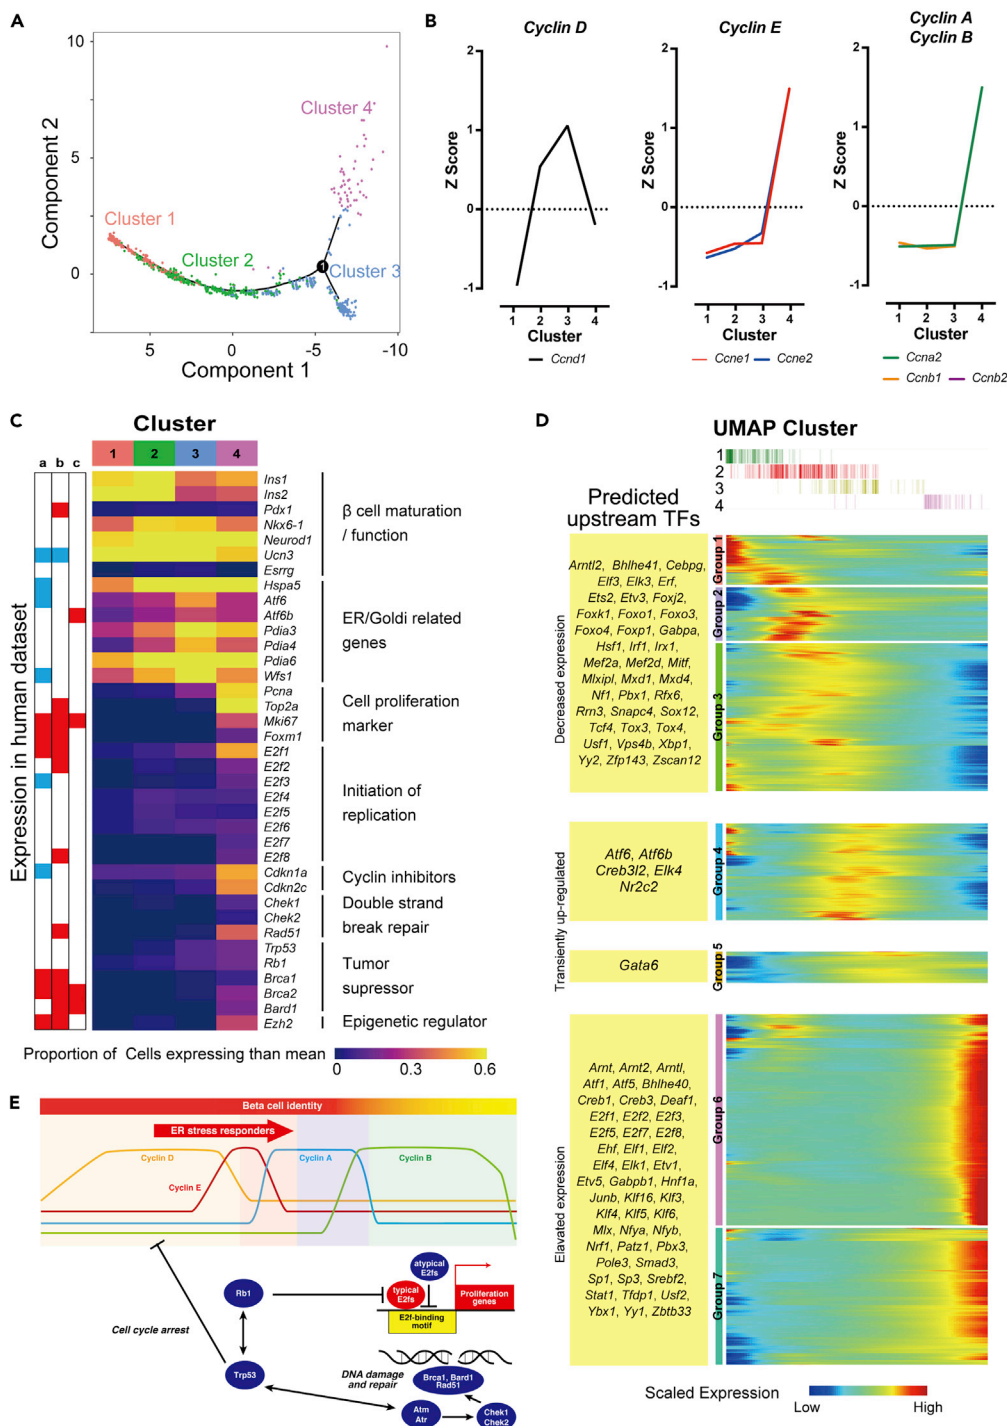 A
10
5
0
Component 2
Cluster 1
Cluster 2
Cluster 3
Cluster 4
1
5
0
-5
-10
Component 1
B
Cyclin D
2
1
0
-1
Z Score
1 2 3 4
Cluster
Ccnd1
Cyclin E
2
1
0
-1
Z Score
1 2 3 4
Cluster
Ccne1 Ccne2
Cyclin A
Cyclin B
2
1
0
-1
Z Score
1 2 3 4
Cluster
Ccna2
Ccnb1 Ccnb2
C
Cluster
1 2 3 4
a b c
Expression in human dataset
Ins1
Ins2
Pdx1
Nkx6-1
Neurod1
Ucn3
Esrrg
Hspa5
Atf6
Atf6b
Pdia3
Pdia4
Pdia6
Wfs1
Pcna
Top2a
Mki67
Foxm1
E2f1
E2f2
E2f3
E2f4
E2f5
E2f6
E2f7
E2f8
Cdkn1a
Cdkn2c
Chek1
Chek2
Rad51
Trp53
Rb1
Brca1
Brca2
Bard1
Ezh2
β cell maturation
/ function
ER/Goldi related
genes
Cell proliferation
marker
Initiation of
replication
Cyclin inhibitors
Double strand
break repair
Tumor
supressor
Epigenetic regulator
Proportion of Cells expressing than mean
0 0.3 0.6
D
UMAP Cluster
1
2
3
4
Predicted
upstream TFs
Decreased expression
Arntl2, Bhlhe41, Cebpg,
Elf3, Elk3, Erf,
Ets2, Etv3, Foxj2,
Foxk1, Foxo1, Foxo3,
Foxo4, Foxp1, Gabpa,
Hsf1, Irf1, Irx1,
Mef2a, Mef2d, Mitf,
Mlxipl, Mxd1, Mxd4,
Nf1, Pbx1, Rfx6,
Rrn3, Snapc4, Sox12,
Tcf4, Tox3, Tox4,
Usf1, Vps4b, Xbp1,
Yy2, Zfp143, Zscan12
Group 1
Group 2
Group 3
Transiently up-regulated
Atf6, Atf6b
Creb3l2, Elk4
Nr2c2
Group 4
Gata6
Group 5
Elavated expression
Arnt, Arnt2, Arntl,
Atf1, Atf5, Bhlhe40,
Creb1, Creb3, Deaf1,
E2f1, E2f2, E2f3,
E2f5, E2f7, E2f8,
Ehf, Elf1, Elf2,
Elf4, Elk1, Etv1,
Etv5, Gabpb1, Hnf1a,
Junb, Klf16, Klf3,
Klf4, Klf5, Klf6,
Mlx, Nfya, Nfyb,
Nrf1, Patz1, Pbx3,
Pole3, Smad3,
Sp1, Sp3, Srebf2,
Stat1, Tfdp1, Usf2,
Ybx1, Yy1, Zbtb33
Group 6
Group 7
Scaled Expression
Low High
E
Beta cell identity
ER stress responders
Cyclin D
Cyclin E
Cyclin A
Cyclin B
Rb1
atypical
E2fs
typical
E2fs
Proliferation
genes
E2f-binding
motif
Cell cycle arrest
Trp53
DNA damage
and repair
Brca1, Bard1
Rad51
Atm
Atr
Chek1
Chek2